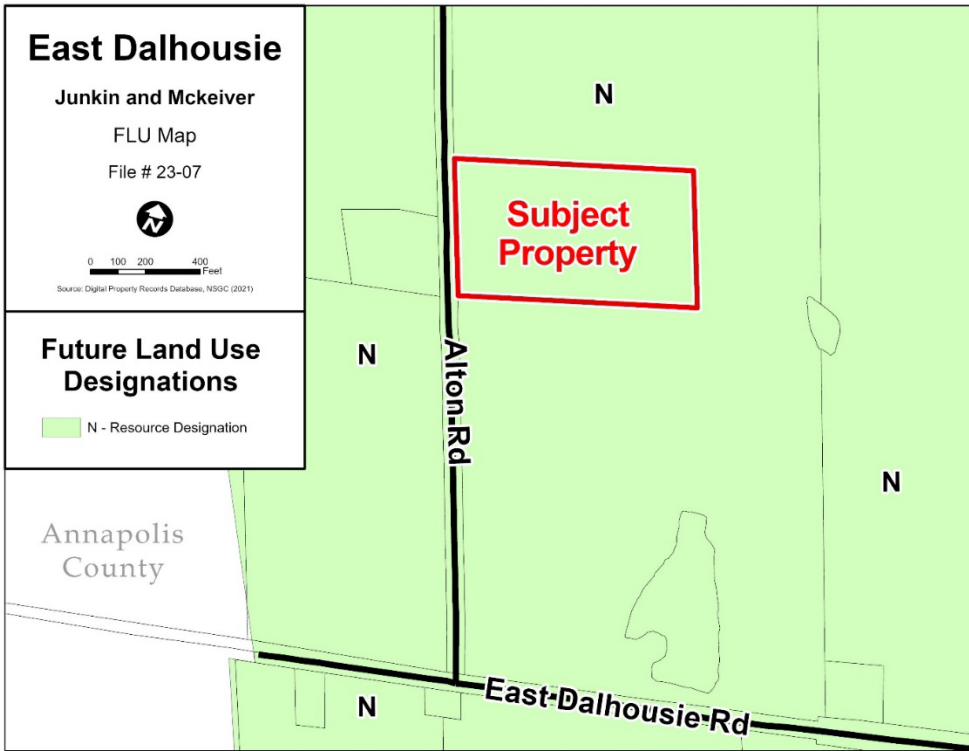 East Dalhousie
Junkin and Mckeiver
FLU Map
File # 23-07
N
0 100 200 400
Feet
Source: Digital Property Records Database, NSGC (2021)
Future Land Use
Designations
N - Resource Designation
N
Subject
Property
N
Alton Rd
N
Annapolis
County
East Dalhousie Rd
N